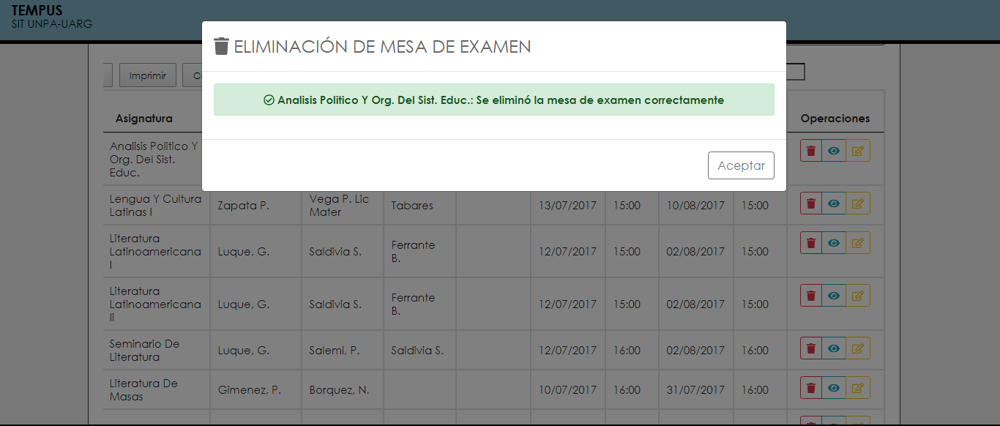 TEMPUS
SIT UNPA-UARG
ELIMINACIÓN DE MESA DE EXAMEN
Analisis Politico Y Org. Del Sist. Educ.: Se eliminó la mesa de examen correctamente
Aceptar
Imprimir
Asignatura
Operaciones
Analisis Politico Y
Org. Del Sist.
Educ.
Lengua Y Cultura
Latinas I
Zapata P.
Vega P. Lic
Mater
Tabares
13/07/2017
15:00
10/08/2017
15:00
Literatura
Latinoamericana
I
Luque, G.
Saldivia S.
Ferrante
B.
12/07/2017
15:00
02/08/2017
15:00
Literatura
Latinoamericana
Ii
Luque, G.
Saldivia S.
Ferrante
B.
12/07/2017
15:00
02/08/2017
15:00
Seminario De
Literatura
Luque, G.
Salemi, P.
Saldivia S.
12/07/2017
16:00
02/08/2017
16:00
Literatura De
Masas
Gimenez, P.
Borquez, N.
10/07/2017
16:00
31/07/2017
16:00